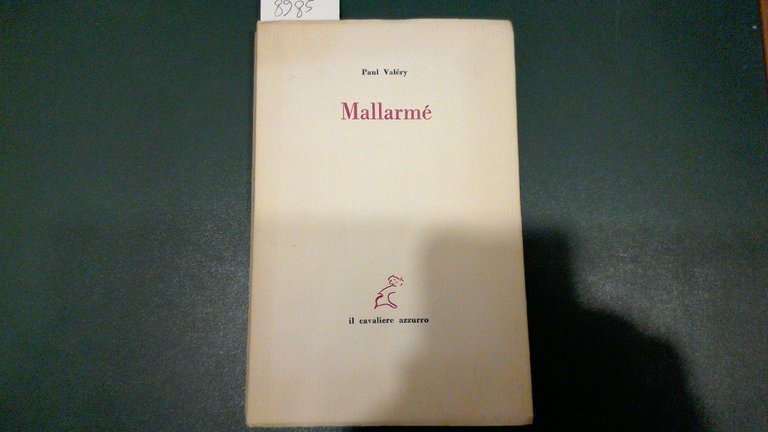 8985
Paul Valéry
Mallarmé
il cavaliere azzurro